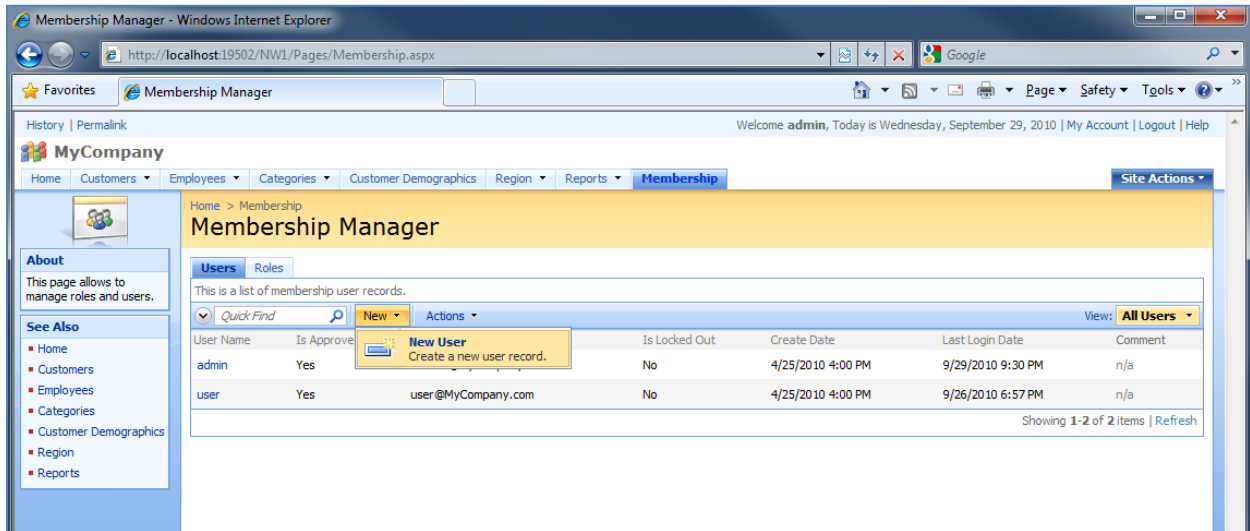 Membership Manager - Windows Internet Explorer
http://localhost:19502/NW1/Pages/Membership.aspx
Google
Favorites
Membership Manager
Page
Safety
Tools
History | Permalink
Welcome admin, Today is Wednesday, September 29, 2010 | My Account | Logout | Help
MyCompany
Home Customers Employees Categories Customer Demographics Region Reports Membership
Site Actions
Home > Membership
Membership Manager
About
This page allows to
manage roles and users.
See Also
Home
Customers
Employees
Categories
Customer Demographics
Region
Reports
Users Roles
This is a list of membership user records.
Quick Find New Actions
View: All Users
New User
Create a new user record.
User Name Is Approve Is Locked Out Create Date Last Login Date Comment
admin Yes No 4/25/2010 4:00 PM 9/29/2010 9:30 PM n/a
user Yes user@MyCompany.com No 4/25/2010 4:00 PM 9/26/2010 6:57 PM n/a
Showing 1-2 of 2 items | Refresh